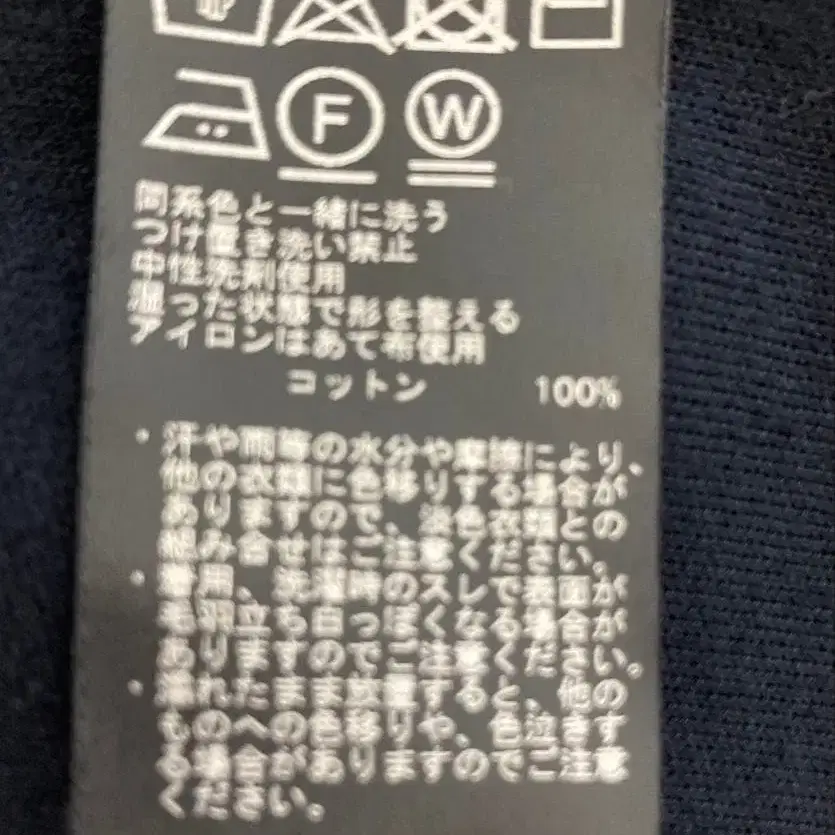 F W
同系色と一緒に洗う
つけ置き洗い禁止
中性洗剤使用
湿った状態で形を整える
アイロンはあて布使用
コットン 100%
・汗や雨等の水分や摩擦により、
他の衣類に色移りする場合が
ありますので、淡色衣類との
組み合せはご注意ください。
・着用、洗濯時のスレで表面が
毛羽立ち白っぽくなる場合が
ありますのでご注意ください。
・濡れたまま放置すると、他の
ものへの色移りや、色泣きす
る場合がありますのでご注意
ください。